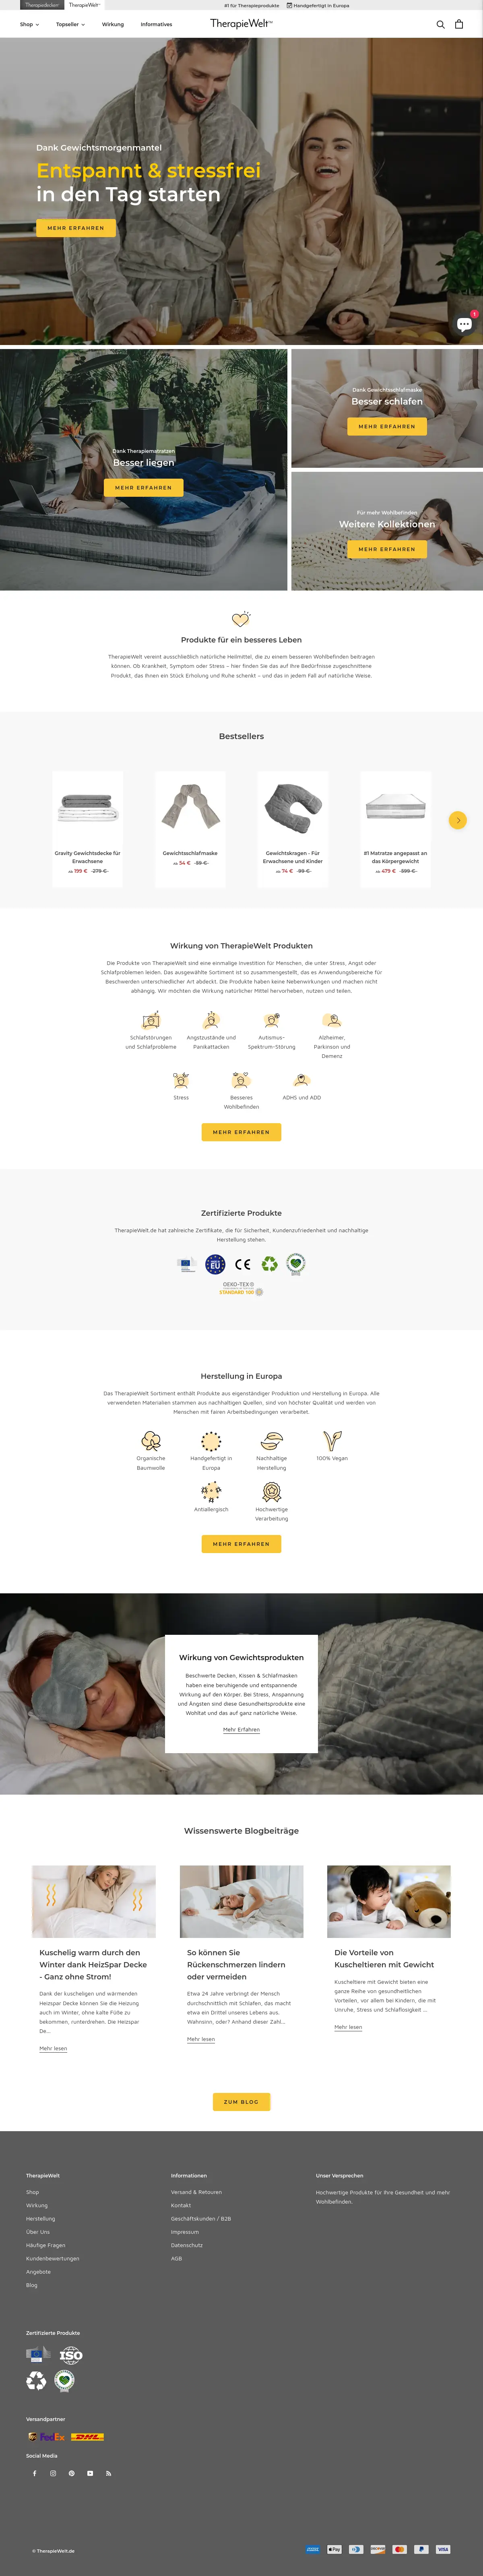 Therapiedecken™
TherapieWelt™
#1 für Therapieprodukte
Handgefertigt in Europa
Shop
Topseller
Wirkung
Informatives
TherapieWelt™
Dank Gewichtsmorgenmantel
Entspannt & stressfrei
in den Tag starten
MEHR ERFAHREN
1
Dank Therapiematratzen
Besser liegen
MEHR ERFAHREN
Dank Gewichtsschlafmaske
Besser schlafen
MEHR ERFAHREN
Für mehr Wohlbefinden
Weitere Kollektionen
MEHR ERFAHREN
Produkte für ein besseres Leben
TherapieWelt vereint ausschließlich natürliche Heilmittel, die zu einem besseren Wohlbefinden beitragen
können. Ob Krankheit, Symptom oder Stress – hier finden Sie das auf Ihre Bedürfnisse zugeschnittene
Produkt, das Ihnen ein Stück Erholung und Ruhe schenkt – und das in jedem Fall auf natürliche Weise.
Bestsellers
Gravity Gewichtsdecke für
Erwachsene
Ab 199 € 279 €
Gewichtsschlafmaske
Ab 54 € 59 €
Gewichtskragen - Für
Erwachsene und Kinder
Ab 74 € 99 €
#1 Matratze angepasst an
das Körpergewicht
Ab 479 € 599 €
Wirkung von TherapieWelt Produkten
Die Produkte von TherapieWelt sind eine einmalige Investition für Menschen, die unter Stress, Angst oder
Schlafproblemen leiden. Das ausgewählte Sortiment ist so zusammengestellt, das es Anwendungsbereiche für
Beschwerden unterschiedlicher Art abdeckt. Die Produkte haben keine Nebenwirkungen und machen nicht
abhängig. Wir möchten die Wirkung natürlicher Mittel hervorheben, nutzen und teilen.
Schlafstörungen
und Schlafprobleme
Angstzustände und
Panikattacken
Autismus-
Spektrum-Störung
Alzheimer,
Parkinson und
Demenz
Stress
Besseres
Wohlbefinden
ADHS und ADD
MEHR ERFAHREN
Zertifizierte Produkte
TherapieWelt.de hat zahlreiche Zertifikate, die für Sicherheit, Kundenzufriedenheit und nachhaltige
Herstellung stehen.
EU
CE
OEKO-TEX®
STANDARD 100
Herstellung in Europa
Das TherapieWelt Sortiment enthält Produkte aus eigenständiger Produktion und Herstellung in Europa. Alle
verwendeten Materialien stammen aus nachhaltigen Quellen, sind von höchster Qualität und werden von
Menschen mit fairen Arbeitsbedingungen verarbeitet.
Organische
Baumwolle
Handgefertigt in
Europa
Nachhaltige
Herstellung
100% Vegan
Antiallergisch
Hochwertige
Verarbeitung
MEHR ERFAHREN
Wirkung von Gewichtsprodukten
Beschwerte Decken, Kissen & Schlafmasken
haben eine beruhigende und entspannende
Wirkung auf den Körper. Bei Stress, Anspannung
und Ängsten sind diese Gesundheitsprodukte eine
Wohltat und das auf ganz natürliche Weise.
Mehr Erfahren
Wissenswerte Blogbeiträge
Kuschelig warm durch den
Winter dank HeizSpar Decke
- Ganz ohne Strom!
Dank der kuscheligen und wärmenden
Heizspar Decke können Sie die Heizung
auch im Winter, ohne kalte Füße zu
bekommen, runterdrehen. Die Heizspar
De...
Mehr lesen
So können Sie
Rückenschmerzen lindern
oder vermeiden
Etwa 24 Jahre verbringt der Mensch
durchschnittlich mit Schlafen, das macht
etwa ein Drittel unseres Lebens aus.
Wahnsinn, oder? Anhand dieser Zahl...
Mehr lesen
Die Vorteile von
Kuscheltieren mit Gewicht
Kuscheltiere mit Gewicht bieten eine
ganze Reihe von gesundheitlichen
Vorteilen, vor allem bei Kindern, die mit
Unruhe, Stress und Schlaflosigkeit ...
Mehr lesen
ZUM BLOG
TherapieWelt
Shop
Wirkung
Herstellung
Über Uns
Häufige Fragen
Kundenbewertungen
Angebote
Blog
Informationen
Versand & Retouren
Kontakt
Geschäftskunden / B2B
Impressum
Datenschutz
AGB
Unser Versprechen
Hochwertige Produkte für Ihre Gesundheit und mehr
Wohlbefinden.
Zertifizierte Produkte
ISO
Versandpartner
FedEx
DHL
Social Media
© TherapieWelt.de
Pay
VISA